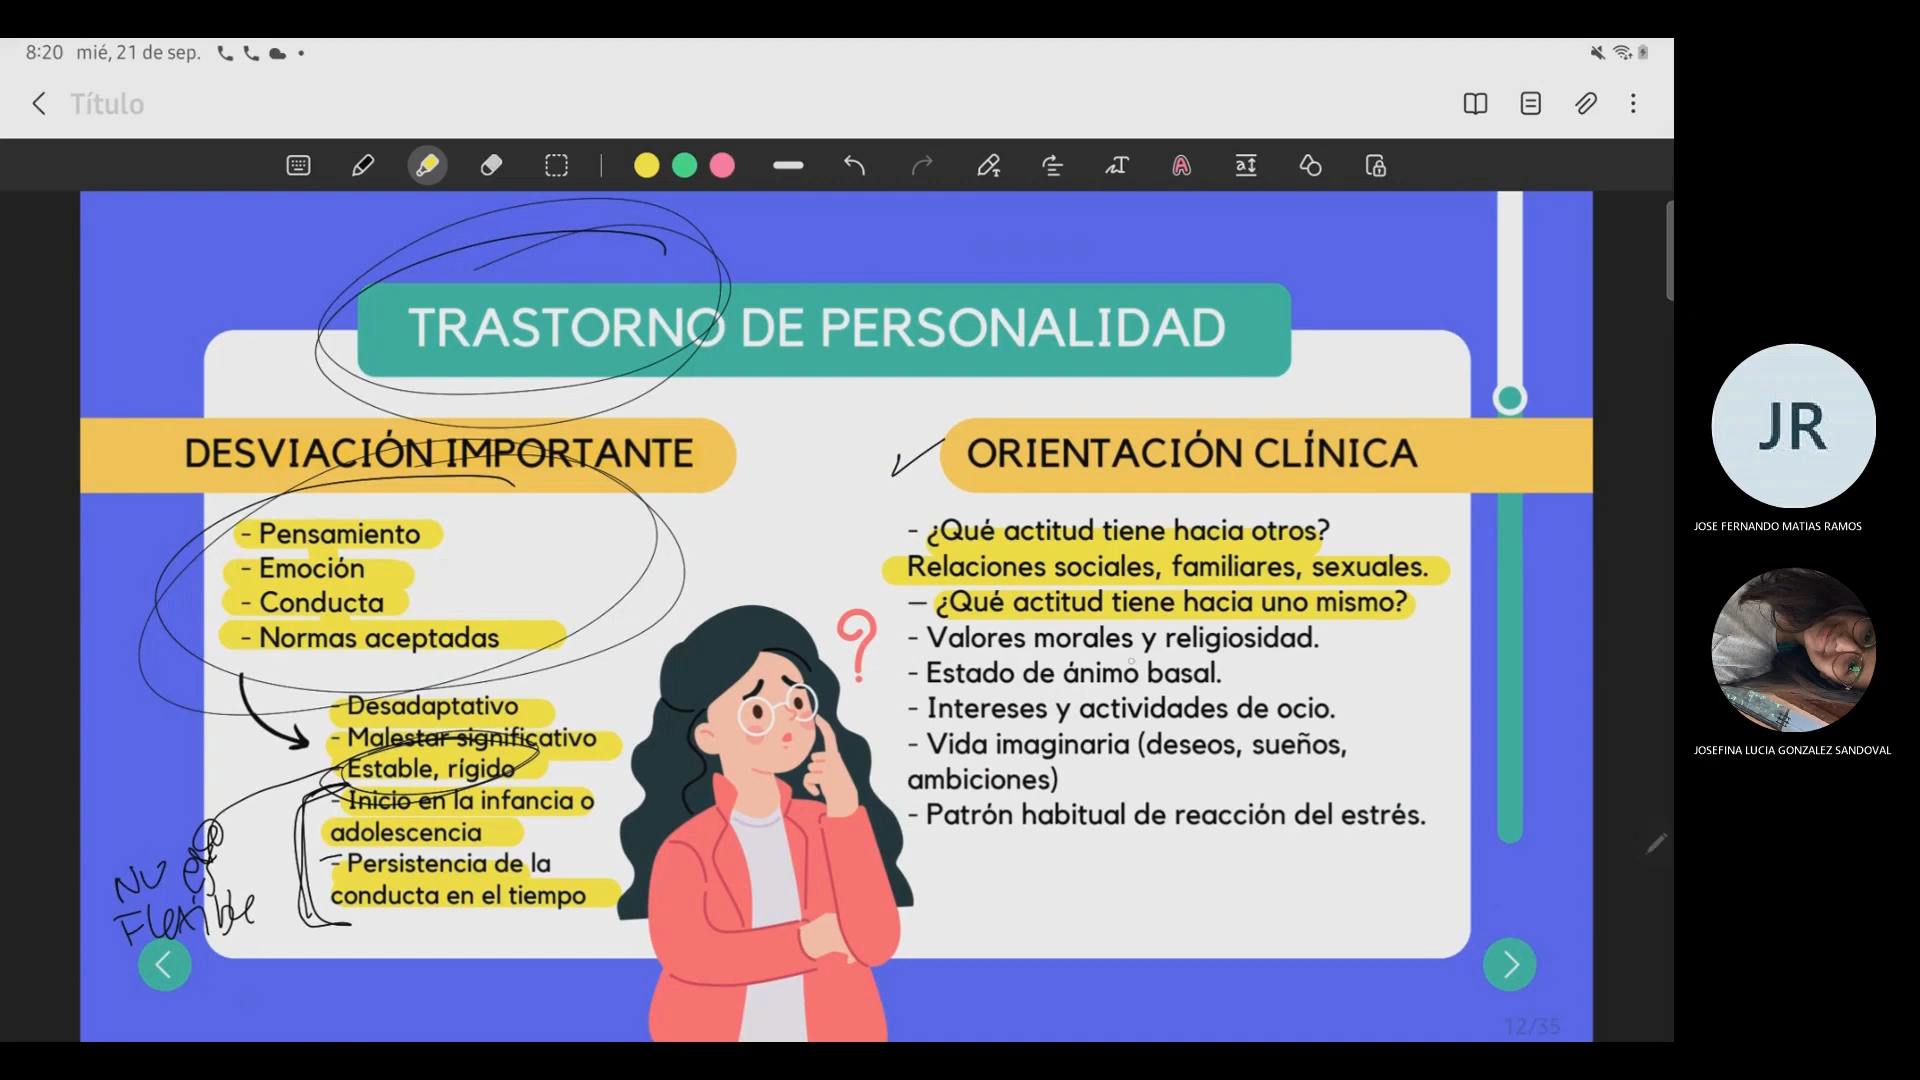 8:20 mié, 21 de sep.
Título
TRASTORNO DE PERSONALIDAD
DESVIACIÓN IMPORTANTE
- Pensamiento
- Emoción
- Conducta
- Normas aceptadas
- Desadaptativo
- Malestar significativo
- Estable, rígido
- Inicio en la infancia o
adolescencia
- Persistencia de la
conducta en el tiempo
No es
Flexible
ORIENTACIÓN CLÍNICA
- ¿Qué actitud tiene hacia otros?
Relaciones sociales, familiares, sexuales.
- ¿Qué actitud tiene hacia uno mismo?
- Valores morales y religiosidad.
- Estado de ánimo basal.
- Intereses y actividades de ocio.
- Vida imaginaria (deseos, sueños,
ambiciones)
- Patrón habitual de reacción del estrés.
?
12/35
JR
JOSE FERNANDO MATIAS RAMOS
JOSEFINA LUCIA GONZALEZ SANDOVAL